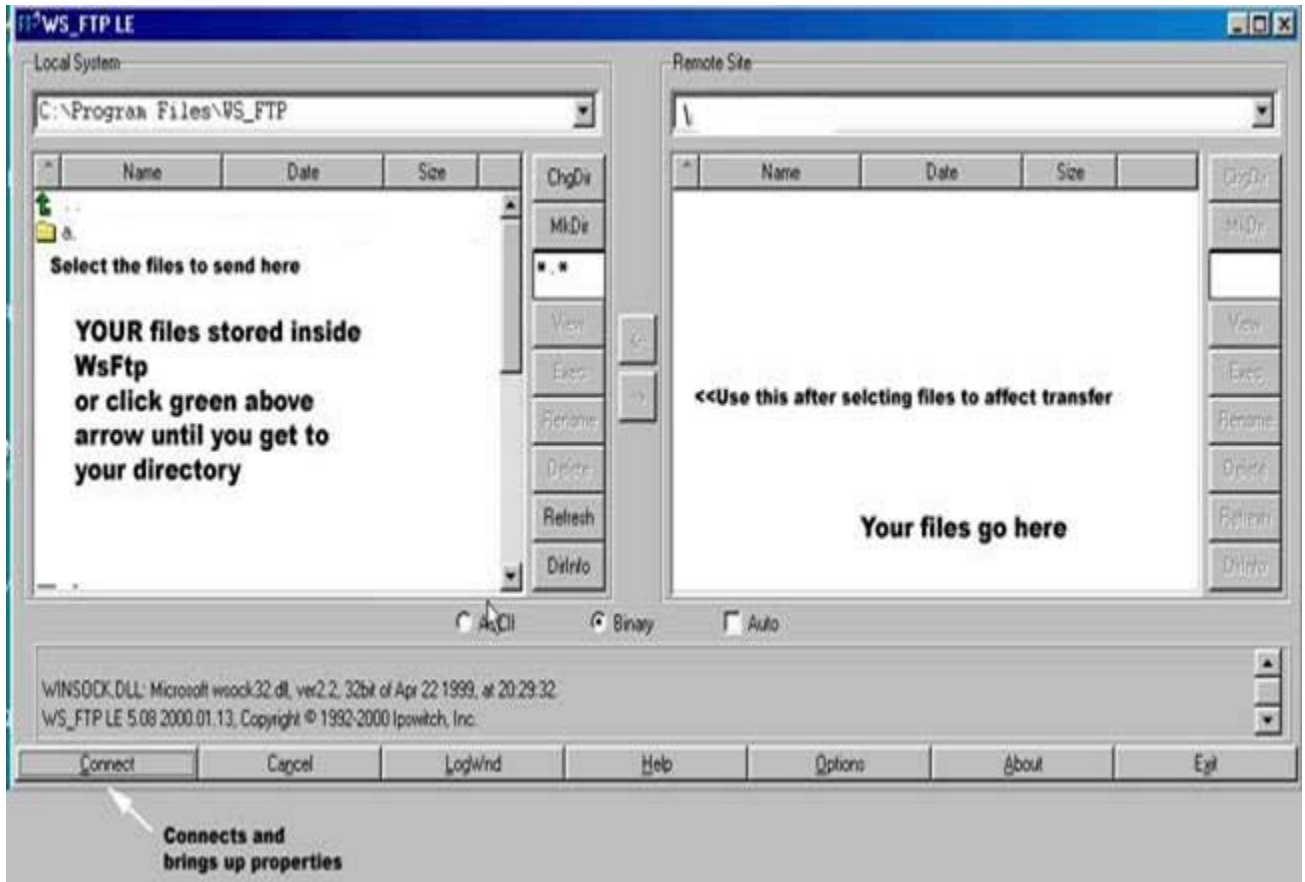 WS_FTP LE
Local System
Remote Site
C:\Program Files\WS_FTP
\
^ Name Date Size
ChgDir
MkDir
*.*
View
Exec
Rename
Delete
Refresh
DirInfo
..
a.
Select the files to send here
YOUR files stored inside
WsFtp
or click green above
arrow until you get to
your directory
<-
->
^ Name Date Size
ChgDir
MkDir
View
Exec
Rename
Delete
Refresh
DirInfo
<<Use this after selcting files to affect transfer
Your files go here
ASCII Binary Auto
WINSOCK.DLL: Microsoft wsock32.dll, ver2.2, 32bit of Apr 22 1999, at 20:29:32.
WS_FTP LE 5.08 2000.01.13, Copyright © 1992-2000 Ipswitch, Inc.
Connect Cancel LogWnd Help Options About Exit
Connects and
brings up properties